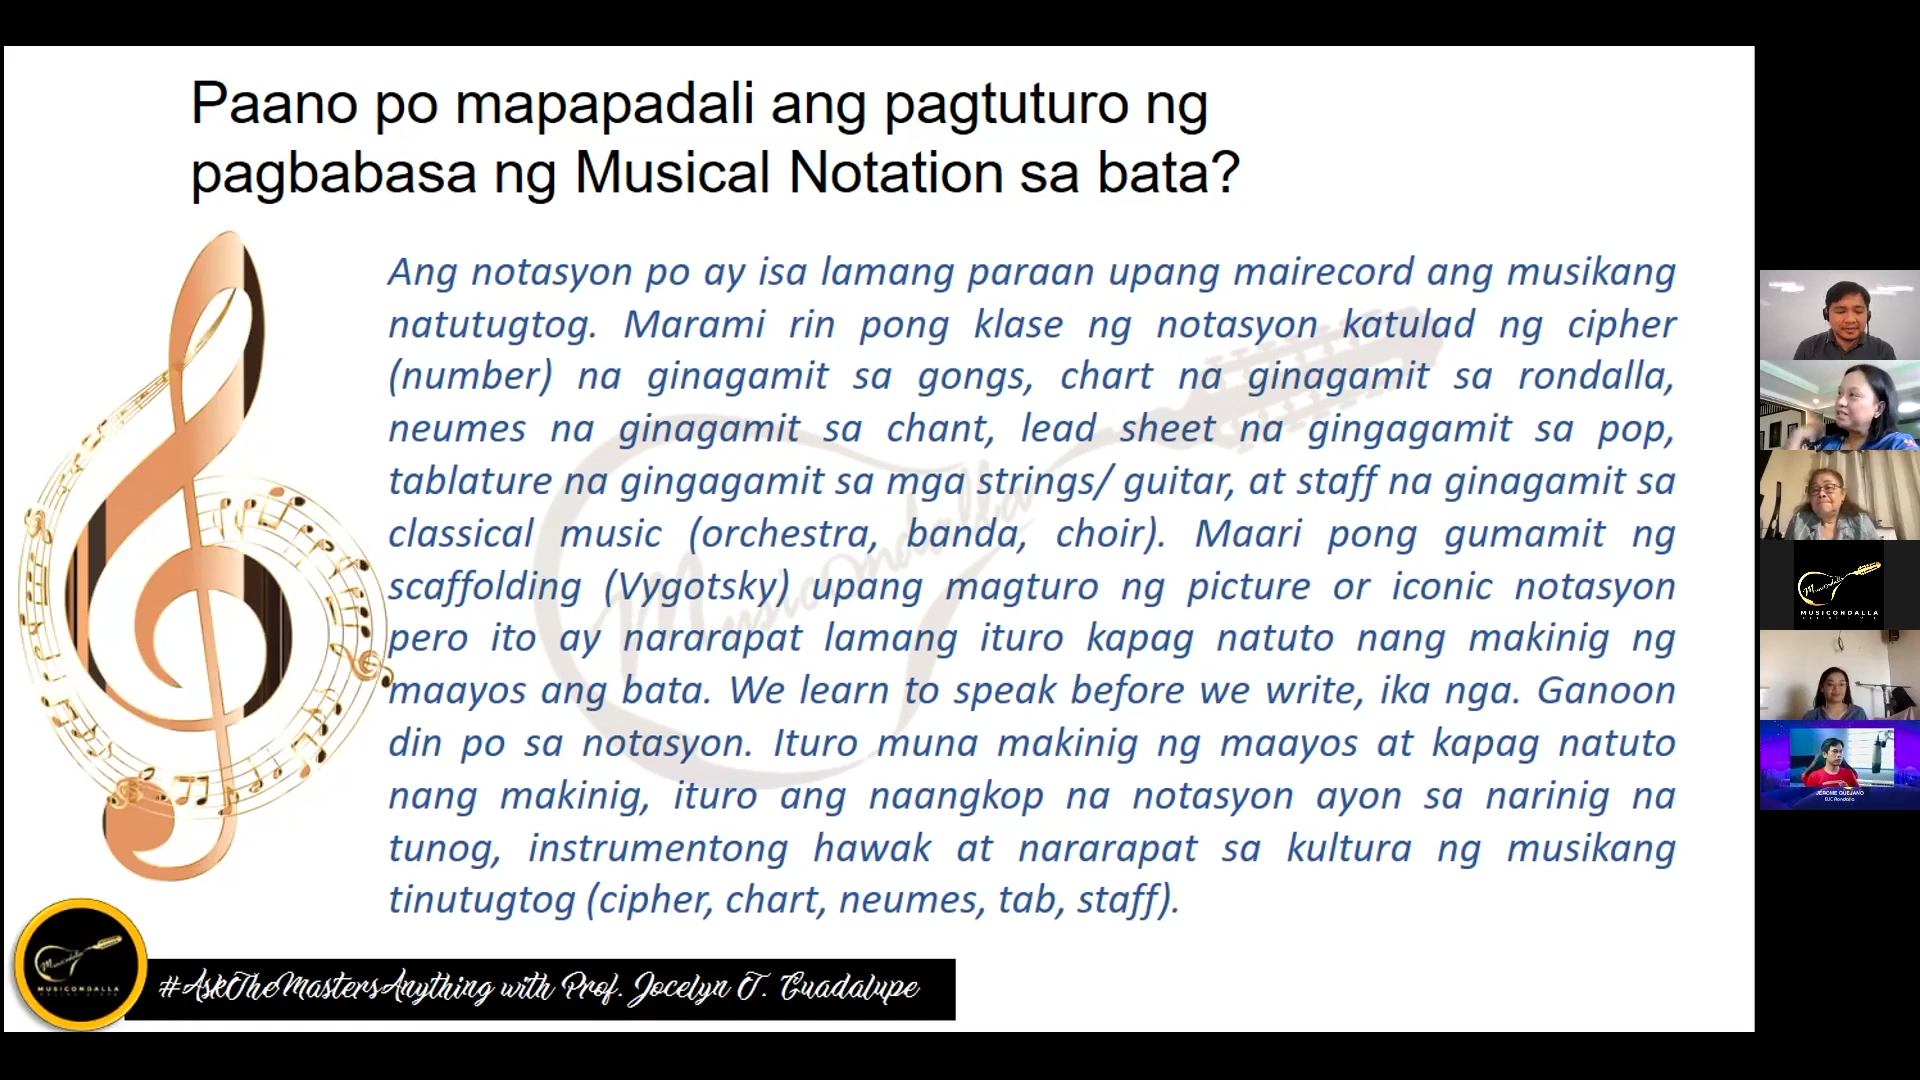 Paano po mapapadali ang pagtuturo ng
pagbabasa ng Musical Notation sa bata?
Ang notasyon po ay isa lamang paraan upang mairecord ang musikang
natutugtog. Marami rin pong klase ng notasyon katulad ng cipher
(number) na ginagamit sa gongs, chart na ginagamit sa rondalla,
neumes na ginagamit sa chant, lead sheet na gingagamit sa pop,
tablature na gingagamit sa mga strings/ guitar, at staff na ginagamit sa
classical music (orchestra, banda, choir). Maari pong gumamit ng
scaffolding (Vygotsky) upang magturo ng picture or iconic notasyon
pero ito ay nararapat lamang ituro kapag natuto nang makinig ng
maayos ang bata. We learn to speak before we write, ika nga. Ganoon
din po sa notasyon. Ituro muna makinig ng maayos at kapag natuto
nang makinig, ituro ang naangkop na notasyon ayon sa narinig na
tunog, instrumentong hawak at nararapat sa kultura ng musikang
tinutugtog (cipher, chart, neumes, tab, staff).
Musicondalla
MUSICONDALLA
#AskTheMastersAnything with Prof. Jocelyn T. Guadalupe
Musicondalla
MUSICONDALLA
JEROME QUEJANO
EJC Rondalla